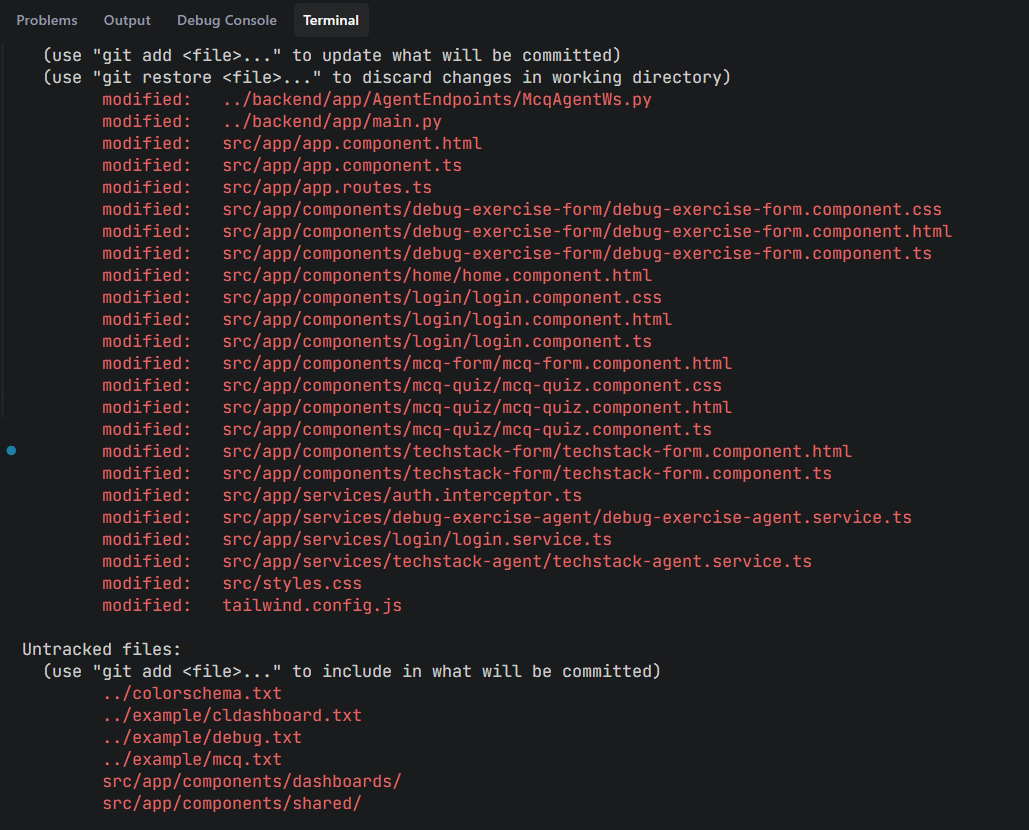 Problems Output Debug Console Terminal
(use "git add <file>..." to update what will be committed)
(use "git restore <file>..." to discard changes in working directory)
modified: ../backend/app/AgentEndpoints/McqAgentWs.py
modified: ../backend/app/main.py
modified: src/app/app.component.html
modified: src/app/app.component.ts
modified: src/app/app.routes.ts
modified: src/app/components/debug-exercise-form/debug-exercise-form.component.css
modified: src/app/components/debug-exercise-form/debug-exercise-form.component.html
modified: src/app/components/debug-exercise-form/debug-exercise-form.component.ts
modified: src/app/components/home/home.component.html
modified: src/app/components/login/login.component.css
modified: src/app/components/login/login.component.html
modified: src/app/components/login/login.component.ts
modified: src/app/components/mcq-form/mcq-form.component.html
modified: src/app/components/mcq-quiz/mcq-quiz.component.css
modified: src/app/components/mcq-quiz/mcq-quiz.component.html
modified: src/app/components/mcq-quiz/mcq-quiz.component.ts
modified: src/app/components/techstack-form/techstack-form.component.html
modified: src/app/components/techstack-form/techstack-form.component.ts
modified: src/app/services/auth.interceptor.ts
modified: src/app/services/debug-exercise-agent/debug-exercise-agent.service.ts
modified: src/app/services/login/login.service.ts
modified: src/app/services/techstack-agent/techstack-agent.service.ts
modified: src/styles.css
modified: tailwind.config.js
Untracked files:
(use "git add <file>..." to include in what will be committed)
../colorschema.txt
../example/cldashboard.txt
../example/debug.txt
../example/mcq.txt
src/app/components/dashboards/
src/app/components/shared/